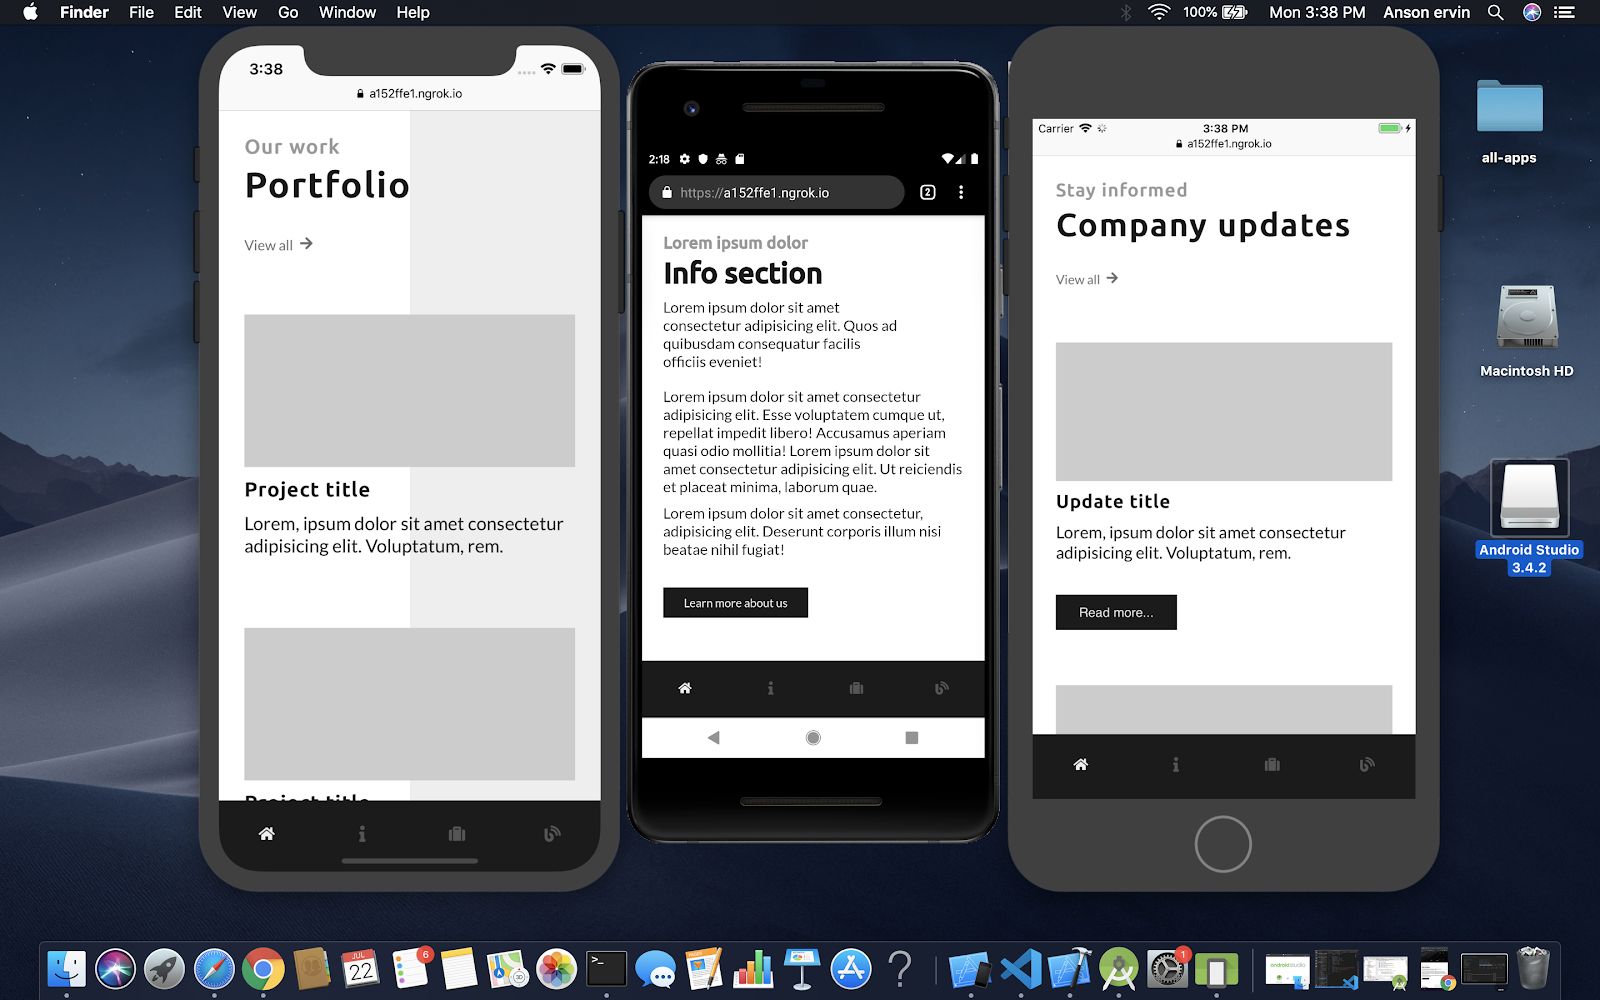 Finder File Edit View Go Window Help
100% Mon 3:38 PM Anson ervin
3:38
a152ffe1.ngrok.io
Our work
Portfolio
View all
Project title
Lorem, ipsum dolor sit amet consectetur
adipisicing elit. Voluptatum, rem.
Project title
2:18
https://a152ffe1.ngrok.io
2
Lorem ipsum dolor
Info section
Lorem ipsum dolor sit amet
consectetur adipisicing elit. Quos ad
quibusdam consequatur facilis
officiis eveniet!
Lorem ipsum dolor sit amet consectetur
adipisicing elit. Esse voluptatem cumque ut,
repellat impedit libero! Accusamus aperiam
quasi odio mollitia! Lorem ipsum dolor sit
amet consectetur adipisicing elit. Ut reiciendis
et placeat minima, laborum quae.
Lorem ipsum dolor sit amet consectetur,
adipisicing elit. Deserunt corporis illum nisi
beatae nihil fugiat!
Learn more about us
Carrier
3:38 PM
a152ffe1.ngrok.io
Stay informed
Company updates
View all
Update title
Lorem, ipsum dolor sit amet consectetur
adipisicing elit. Voluptatum, rem.
Read more...
all-apps
Macintosh HD
Android Studio
3.4.2
JUL
22
6
3D
>_
?
1